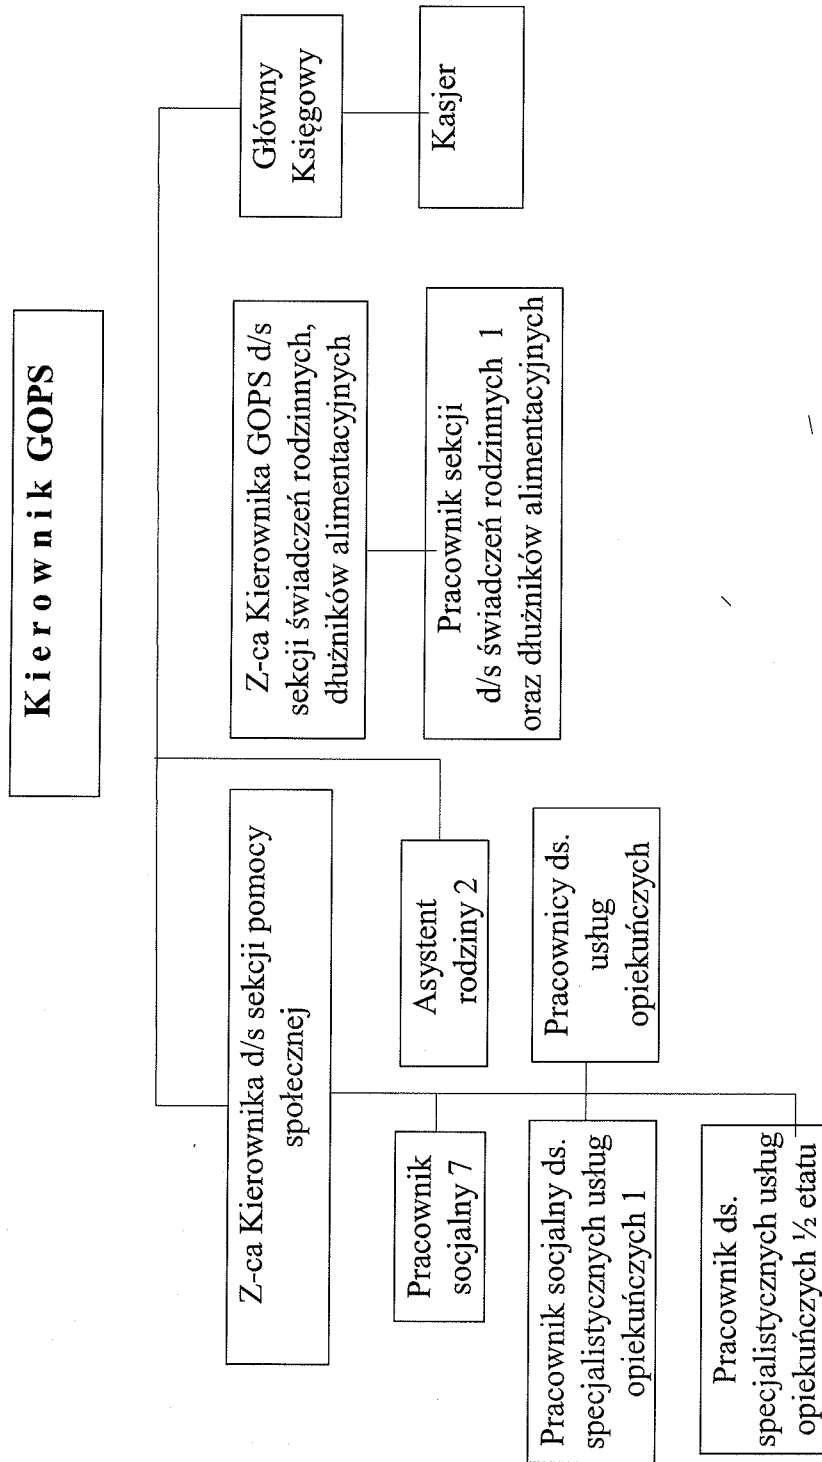 Kierownik GOPS
Z-ca Kierownika d/s sekcji pomocy
społecznej
Z-ca Kierownika GOPS d/s
sekcji świadczeń rodzinnych,
dłużników alimentacyjnych
Główny
Księgowy
Pracownik
socjalny 7
Asystent
rodziny 2
Pracownik sekcji
d/s świadczeń rodzinnych 1
oraz dłużników alimentacyjnych
Kasjer
Pracownik socjalny ds.
specjalistycznych usług
opiekuńczych 1
Pracownicy ds.
usług
opiekuńczych
Pracownik ds.
specjalistycznych usług
opiekuńczych ½ etatu